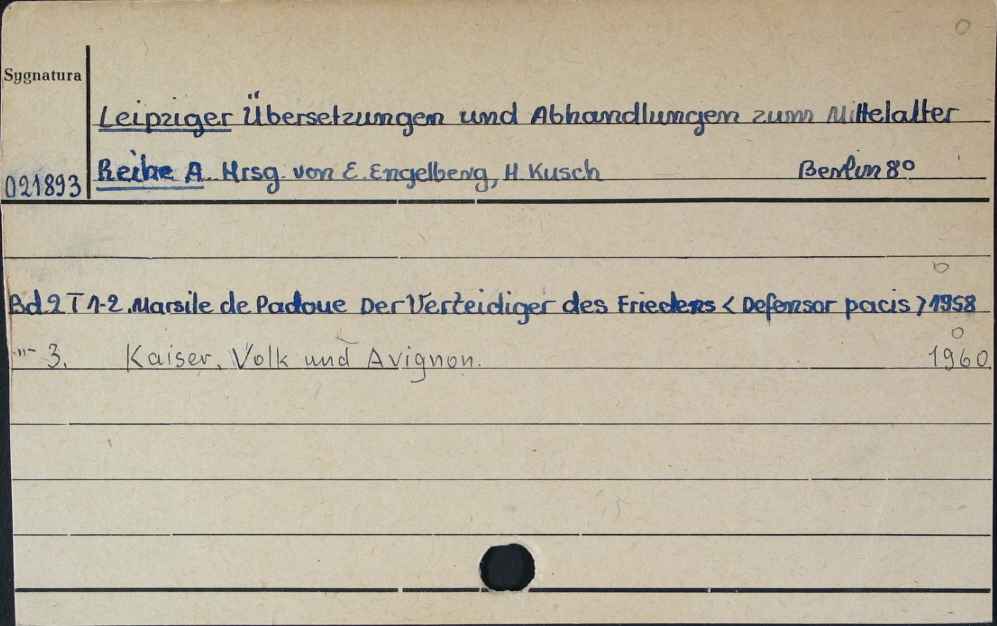 Sygnatura
Leipziger Übersetzungen und Abhandlungen zum Mittelalter
021893 Reihe A. Hrsg. von E. Engelberg, H. Kusch Berlin 8°
Bd 2 T 1-2. Marsile de Padoue Der Verteidiger des Friedens < Defensor pacis > 1958
-"- 3. Kaiser, Volk und Avignon. 1960